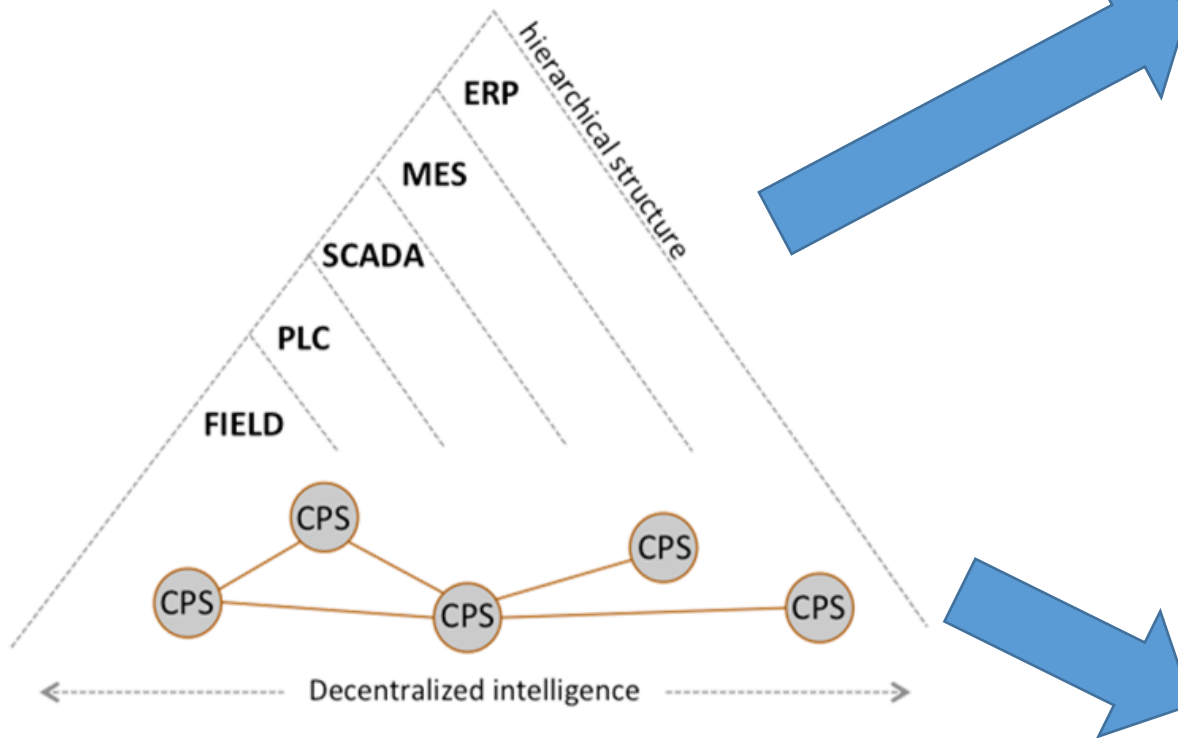 hierarchical structure
ERP
MES
SCADA
PLC
FIELD
CPS
CPS
CPS
CPS
CPS
Decentralized intelligence